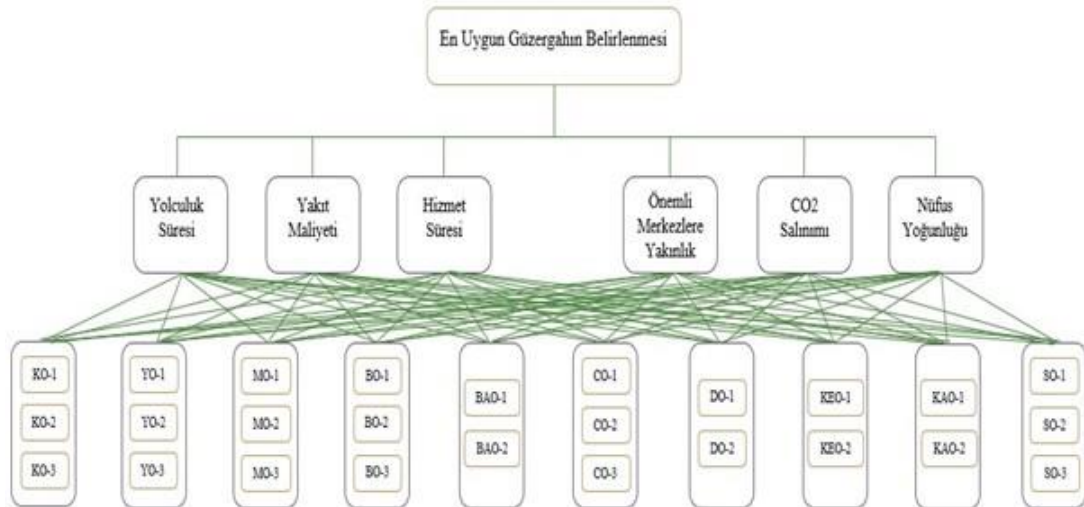 En Uygun Güzergahın Belirlenmesi
Yolculuk
Süresi
Yakıt
Maliyeti
Hizmet
Süresi
Önemli
Merkezlere
Yakınlık
CO2
Salınımı
Nüfus
Yoğunluğu
KO-1
KO-2
KO-3
YO-1
YO-2
YO-3
MO-1
MO-2
MO-3
BO-1
BO-2
BO-3
BAO-1
BAO-2
CO-1
CO-2
CO-3
DO-1
DO-2
KEO-1
KEO-2
KAO-1
KAO-2
SO-1
SO-2
SO-3